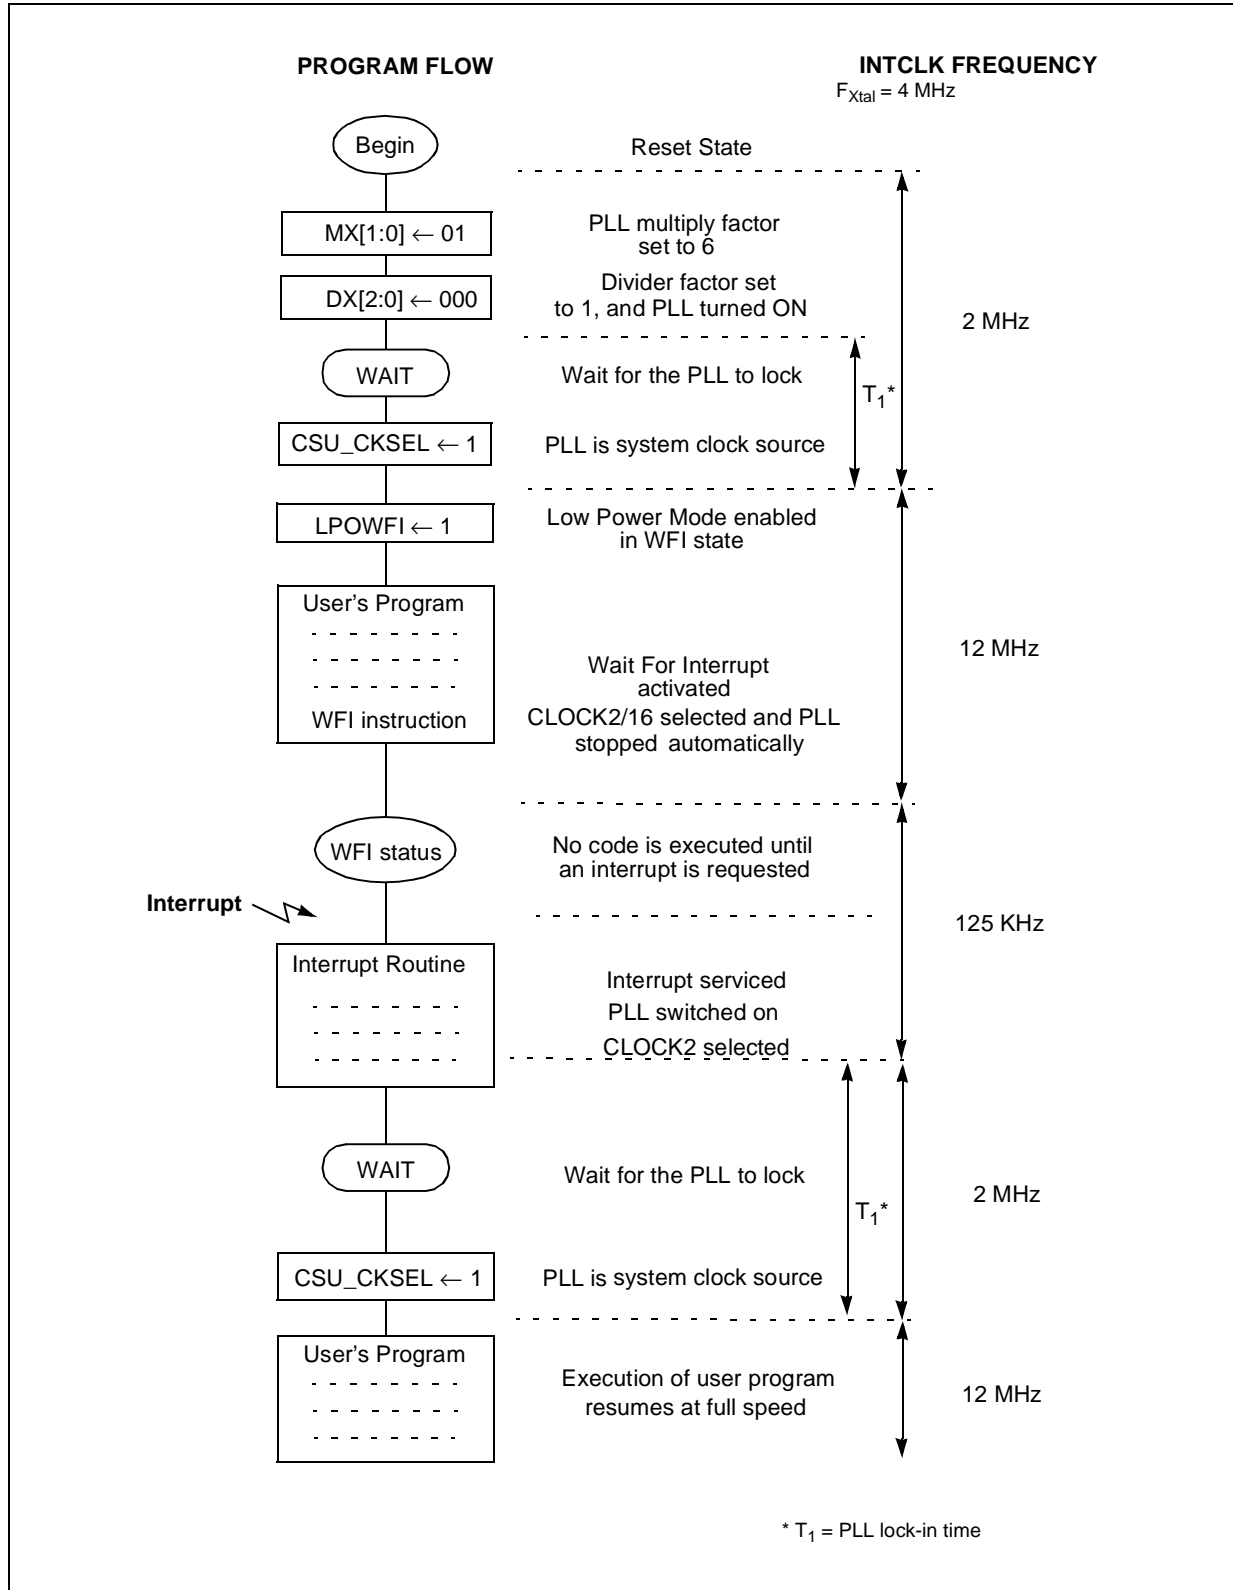 PROGRAM FLOW
INTCLK FREQUENCY
F_Xtal = 4 MHz
Begin
Reset State
MX[1:0] ← 01
PLL multiply factor
set to 6
DX[2:0] ← 000
Divider factor set
to 1, and PLL turned ON
2 MHz
WAIT
Wait for the PLL to lock
T1*
CSU_CKSEL ← 1
PLL is system clock source
LPOWFI ← 1
Low Power Mode enabled
in WFI state
User's Program
WFI instruction
Wait For Interrupt
activated
CLOCK2/16 selected and PLL
stopped automatically
12 MHz
WFI status
No code is executed until
an interrupt is requested
Interrupt
125 KHz
Interrupt Routine
Interrupt serviced
PLL switched on
CLOCK2 selected
WAIT
Wait for the PLL to lock
T1*
2 MHz
CSU_CKSEL ← 1
PLL is system clock source
User's Program
Execution of user program
resumes at full speed
12 MHz
* T1 = PLL lock-in time